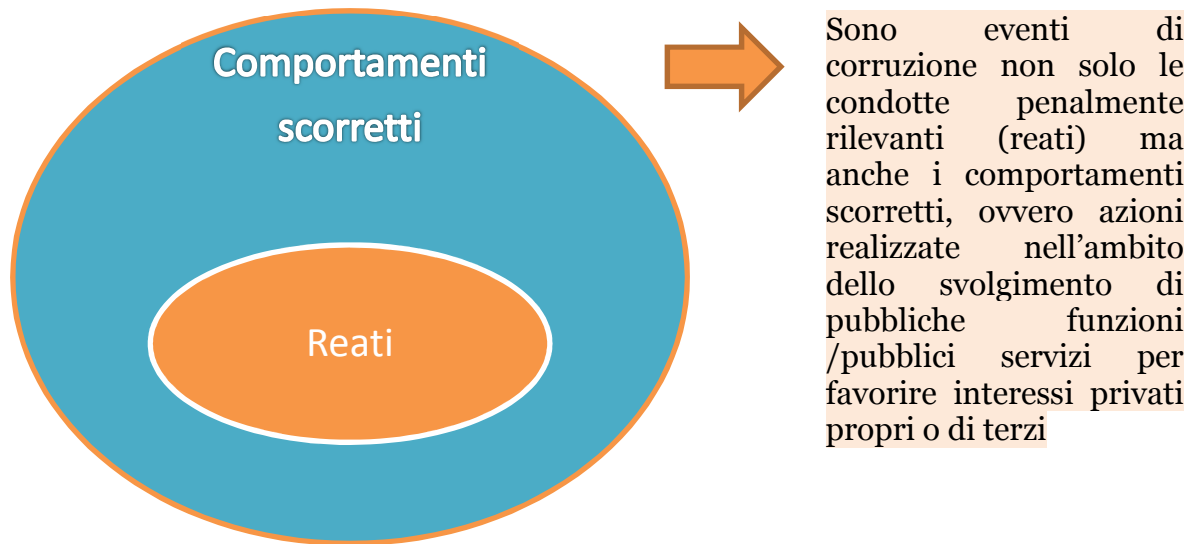 Comportamenti
scorretti
Reati
Sono eventi di
corruzione non solo le
condotte penalmente
rilevanti (reati) ma
anche i comportamenti
scorretti, ovvero azioni
realizzate nell’ambito
dello svolgimento di
pubbliche funzioni
/pubblici servizi per
favorire interessi privati
propri o di terzi